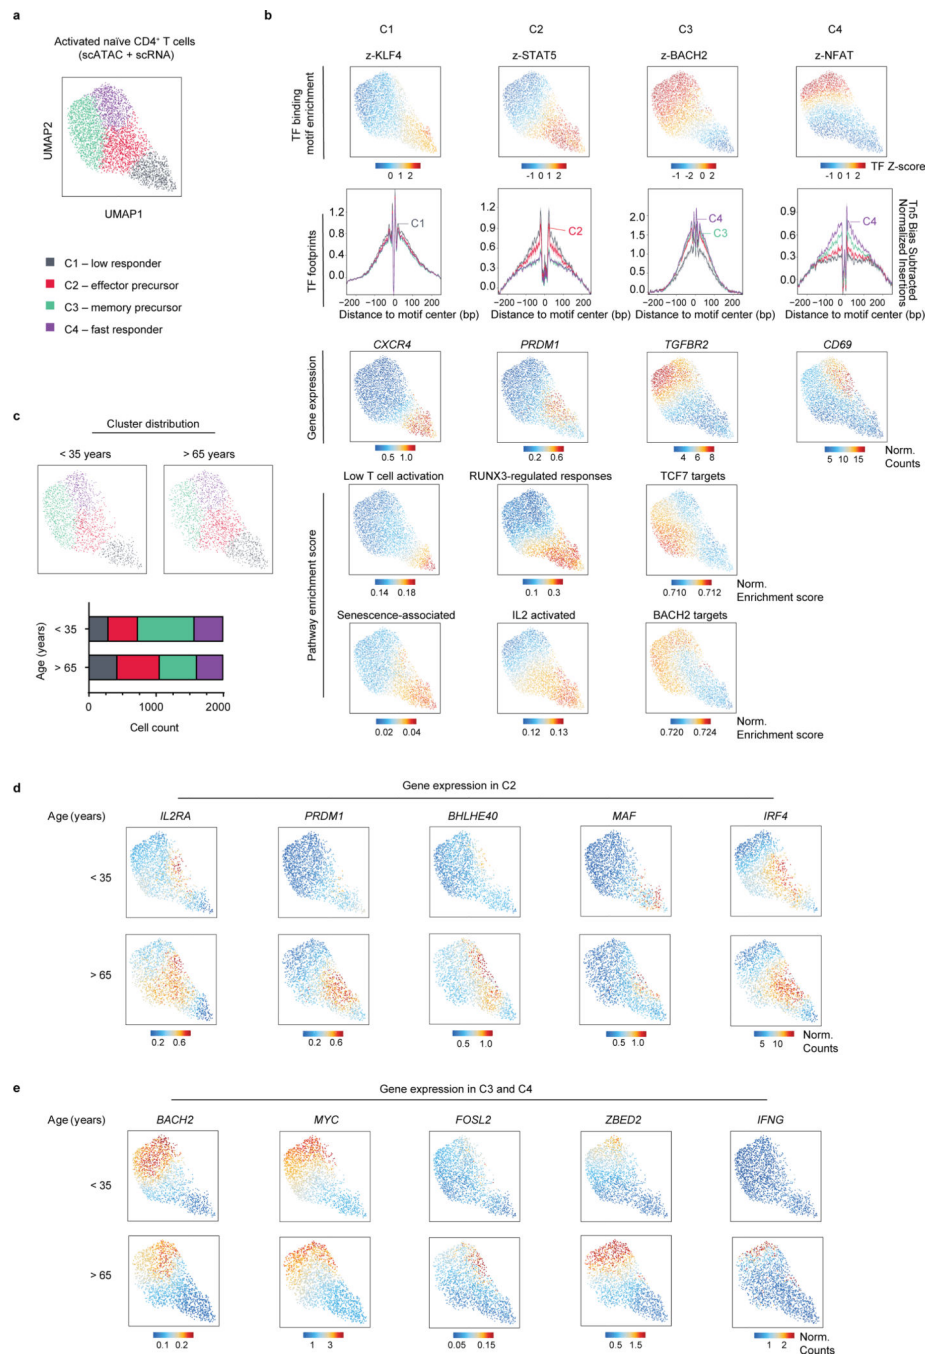 a
Activated naïve CD4⁺ T cells
(scATAC + scRNA)
UMAP2
UMAP1
C1 – low responder
C2 – effector precursor
C3 – memory precursor
C4 – fast responder
b
C1 C2 C3 C4
z-KLF4 z-STAT5 z-BACH2 z-NFAT
TF binding
motif enrichment
0 1 2
-1 0 1 2
-1 -2 0 2
-1 0 1 2
TF Z-score
TF footprints
1.2
0.8
0.4
0.0
C1
1.2
0.9
0.6
0.3
0.0
C2
2.0
1.5
1.0
0.5
0.0
C4
C3
0.9
0.6
0.3
0.0
C4
Tn5 Bias Subtracted
Normalized Insertions
−200 −100 0 100 200
−200 −100 0 100 200
−200 −100 0 100 200
−200 −100 0 100 200
Distance to motif center (bp)
Distance to motif center (bp)
Distance to motif center (bp)
Distance to motif center (bp)
Gene expression
CXCR4 PRDM1 TGFBR2 CD69
0.5 1.0
0.2 0.6
4 6 8
5 10 15
Norm.
Counts
Pathway enrichment score
Low T cell activation RUNX3-regulated responses TCF7 targets
0.14 0.18
0.1 0.3
0.710 0.712
Norm.
Enrichment score
Senescence-associated IL2 activated BACH2 targets
0.02 0.04
0.12 0.13
0.720 0.724
Norm.
Enrichment score
c
Cluster distribution
< 35 years > 65 years
Age (years)
< 35
> 65
0 1000 2000
Cell count
d
Gene expression in C2
Age (years) IL2RA PRDM1 BHLHE40 MAF IRF4
< 35
> 65
0.2 0.6
0.2 0.6
0.5 1.0
0.5 1.0
5 10
Norm.
Counts
e
Gene expression in C3 and C4
Age (years) BACH2 MYC FOSL2 ZBED2 IFNG
< 35
> 65
0.1 0.2
1 3
0.05 0.15
0.5 1.5
1 2
Norm.
Counts